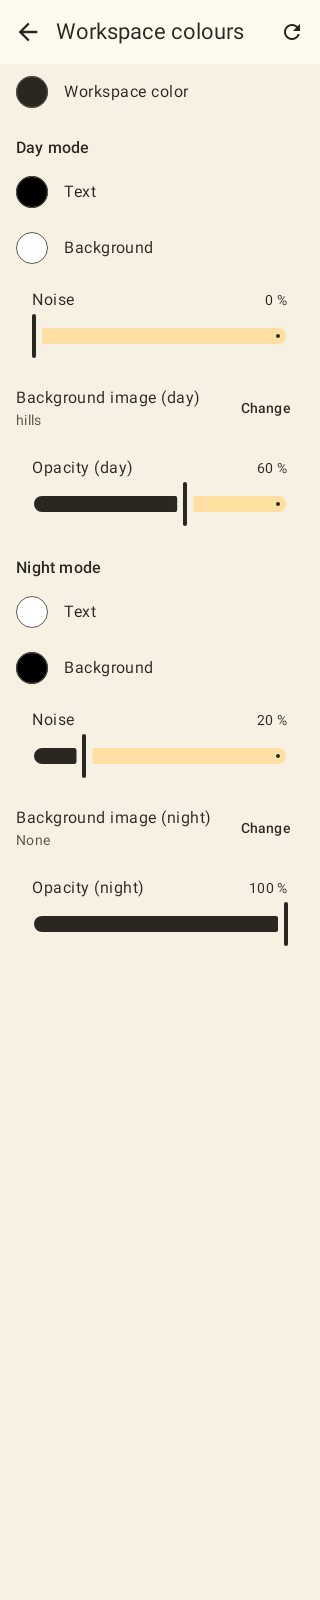 Workspace colours
Workspace color
Day mode
Text
Background
Noise 0 %
Background image (day)
hills
Change
Opacity (day) 60 %
Night mode
Text
Background
Noise 20 %
Background image (night)
None
Change
Opacity (night) 100 %